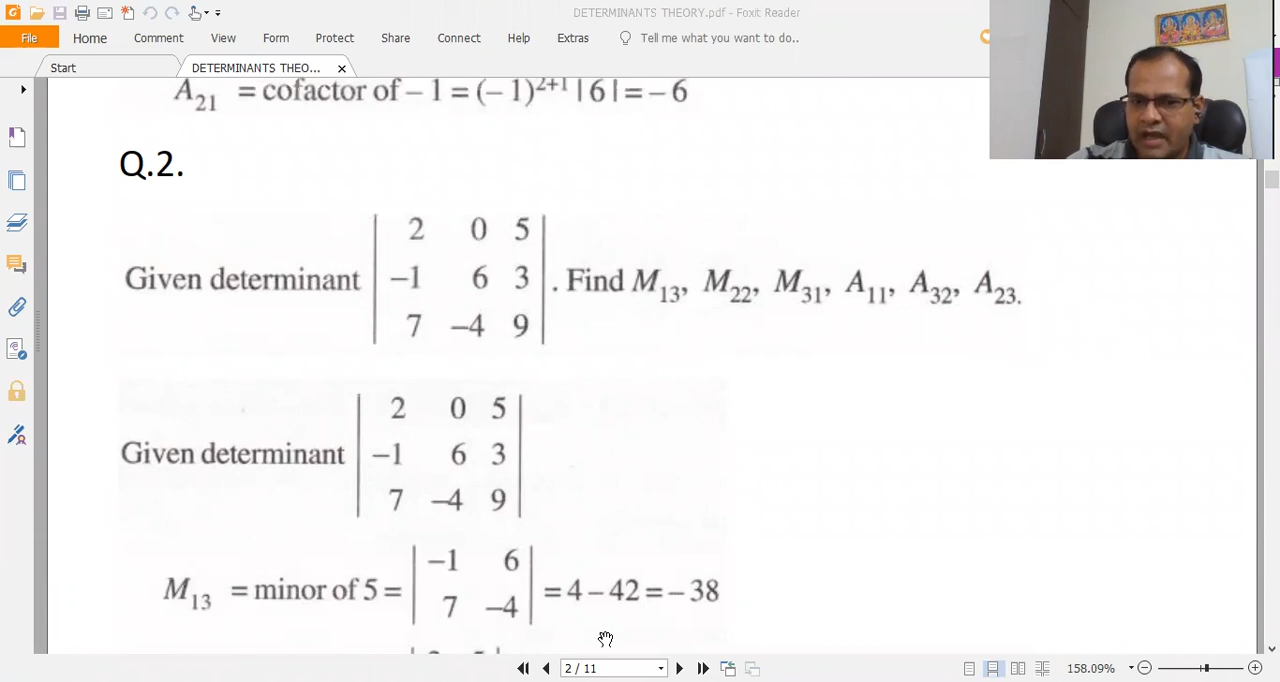 DETERMINANTS THEORY.pdf - Foxit Reader
File Home Comment View Form Protect Share Connect Help Extras Tell me what you want to do..
Start DETERMINANTS THEO...
A₂₁ = cofactor of – 1 = (– 1)²⁺¹ | 6 | = – 6
Q.2.
2 0 5
Given determinant –1 6 3 . Find M₁₃, M₂₂, M₃₁, A₁₁, A₃₂, A₂₃.
7 –4 9
2 0 5
Given determinant –1 6 3
7 –4 9
–1 6
M₁₃ = minor of 5 = = 4 – 42 = – 38
7 –4
2 / 11
158.09%